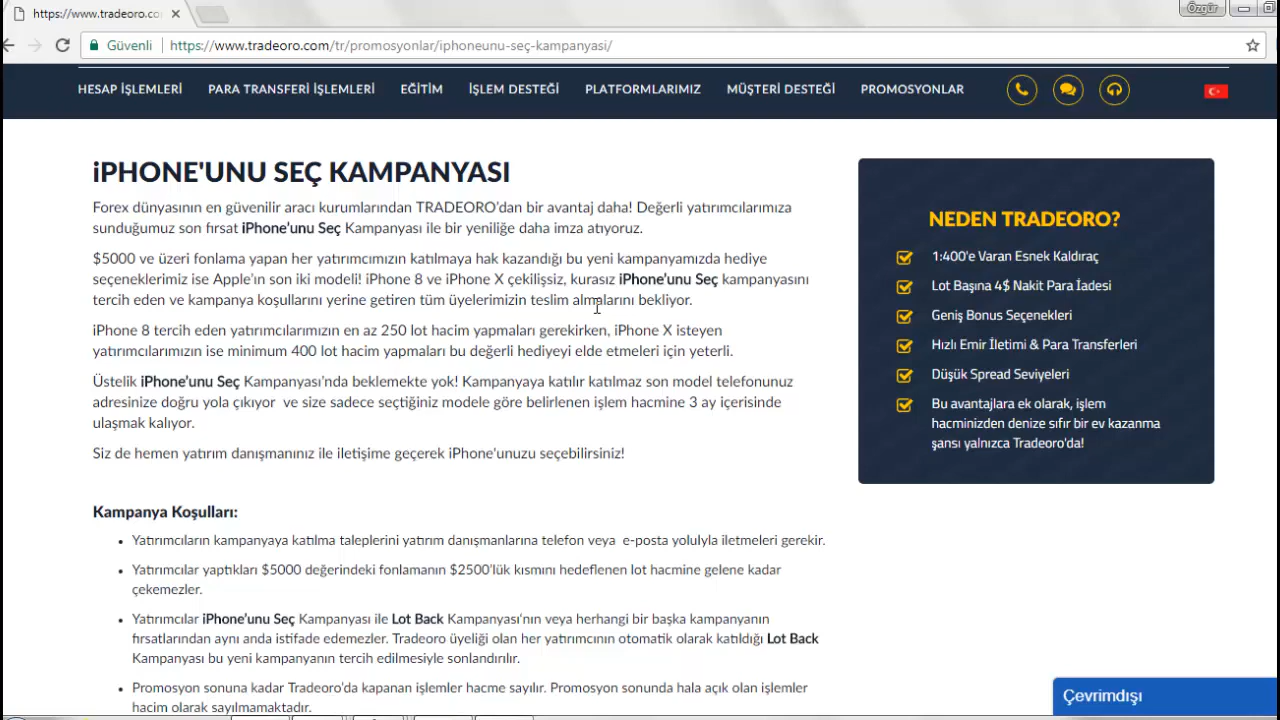 https://www.tradeoro.co
Özgür
Güvenli
https://www.tradeoro.com/tr/promosyonlar/iphoneunu-seç-kampanyasi/
HESAP İŞLEMLERİ PARA TRANSFERİ İŞLEMLERİ EĞİTİM İŞLEM DESTEĞİ PLATFORMLARIMIZ MÜŞTERİ DESTEĞİ PROMOSYONLAR
iPHONE'UNU SEÇ KAMPANYASI
Forex dünyasının en güvenilir aracı kurumlarından TRADEORO'dan bir avantaj daha! Değerli yatırımcılarımıza
sunduğumuz son fırsat iPhone'unu Seç Kampanyası ile bir yeniliğe daha imza atıyoruz.
$5000 ve üzeri fonlama yapan her yatırımcımızın katılmaya hak kazandığı bu yeni kampanyamızda hediye
seçeneklerimiz ise Apple'ın son iki modeli! iPhone 8 ve iPhone X çekilişsiz, kurasız iPhone'unu Seç kampanyasını
tercih eden ve kampanya koşullarını yerine getiren tüm üyelerimizin teslim almalarını bekliyor.
iPhone 8 tercih eden yatırımcılarımızın en az 250 lot hacim yapmaları gerekirken, iPhone X isteyen
yatırımcılarımızın ise minimum 400 lot hacim yapmaları bu değerli hediyeyi elde etmeleri için yeterli.
Üstelik iPhone'unu Seç Kampanyası'nda beklemekte yok! Kampanyaya katılır katılmaz son model telefonunuz
adresinize doğru yola çıkıyor ve size sadece seçtiğiniz modele göre belirlenen işlem hacmine 3 ay içerisinde
ulaşmak kalıyor.
Siz de hemen yatırım danışmanınız ile iletişime geçerek iPhone'unuzu seçebilirsiniz!
Kampanya Koşulları:
• Yatırımcıların kampanyaya katılma taleplerini yatırım danışmanlarına telefon veya e-posta yoluyla iletmeleri gerekir.
• Yatırımcılar yaptıkları $5000 değerindeki fonlamanın $2500'lük kısmını hedeflenen lot hacmine gelene kadar
çekemezler.
• Yatırımcılar iPhone'unu Seç Kampanyası ile Lot Back Kampanyası'nın veya herhangi bir başka kampanyanın
fırsatlarından aynı anda istifade edemezler. Tradeoro üyeliği olan her yatırımcının otomatik olarak katıldığı Lot Back
Kampanyası bu yeni kampanyanın tercih edilmesiyle sonlandırılır.
• Promosyon sonuna kadar Tradeoro'da kapanan işlemler hacme sayılır. Promosyon sonunda hala açık olan işlemler
hacim olarak sayılmamaktadır.
NEDEN TRADEORO?
1:400'e Varan Esnek Kaldıraç
Lot Başına 4$ Nakit Para İadesi
Geniş Bonus Seçenekleri
Hızlı Emir İletimi & Para Transferleri
Düşük Spread Seviyeleri
Bu avantajlara ek olarak, işlem
hacminizden denize sıfır bir ev kazanma
şansı yalnızca Tradeoro'da!
Çevrimdışı